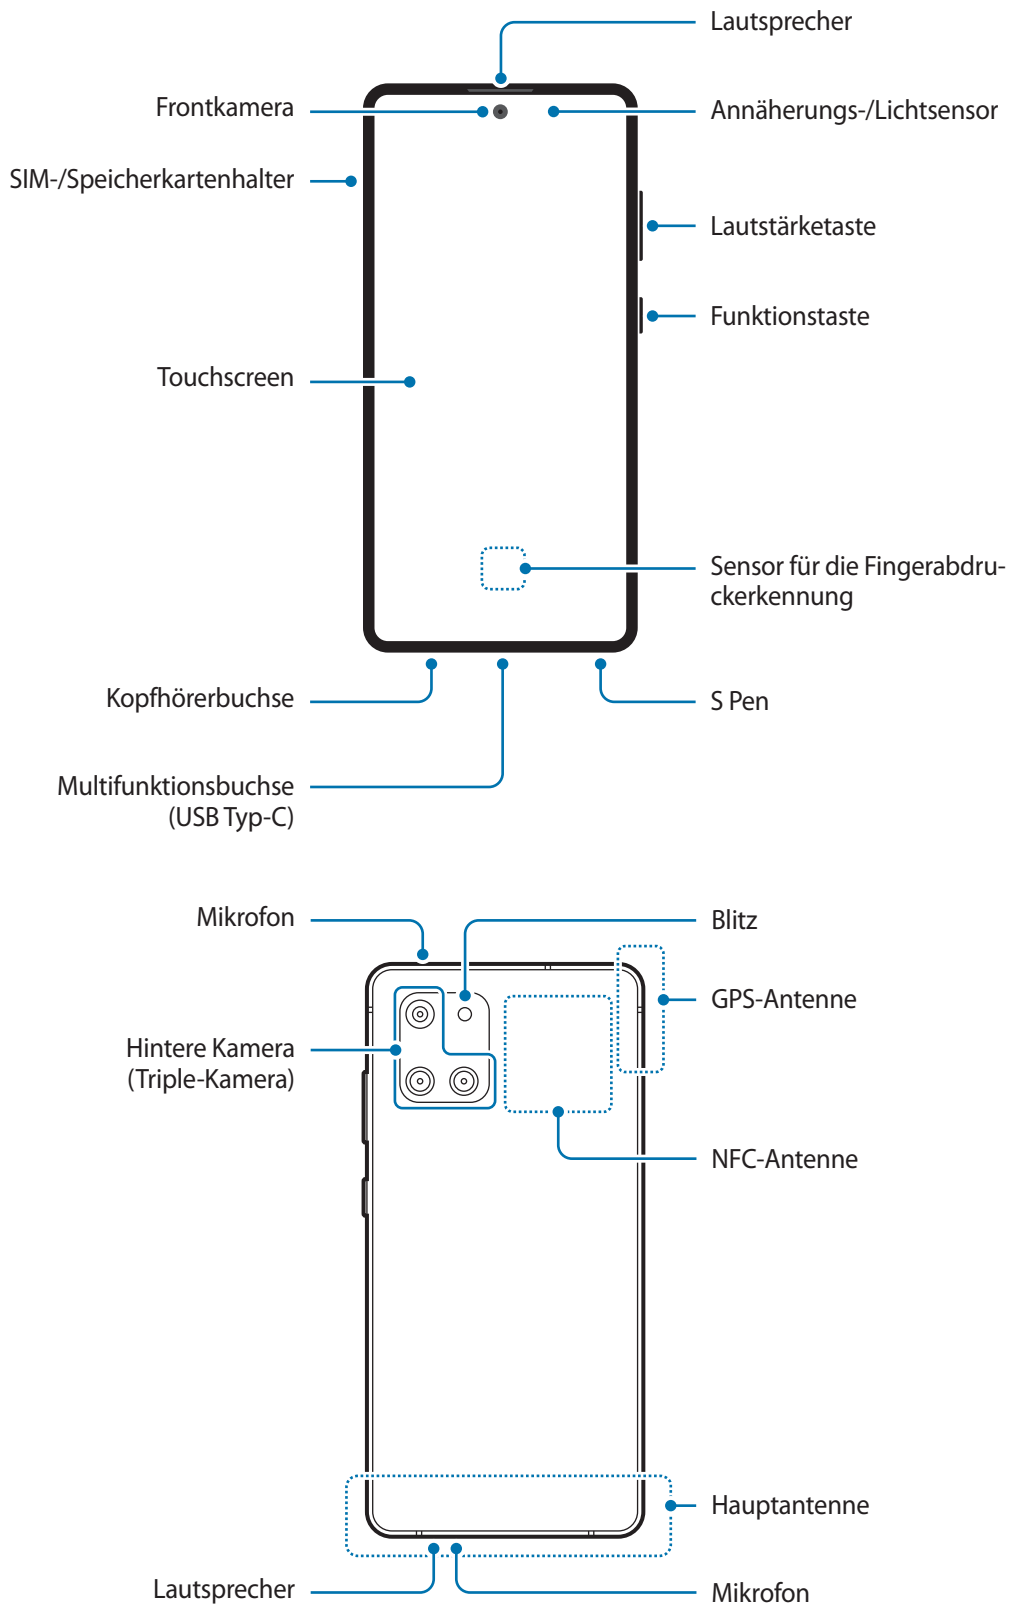 Lautsprecher
Frontkamera
Annäherungs-/Lichtsensor
SIM-/Speicherkartenhalter
Lautstärketaste
Funktionstaste
Touchscreen
Sensor für die Fingerabdru-
ckerkennung
Kopfhörerbuchse
S Pen
Multifunktionsbuchse
(USB Typ-C)
Mikrofon
Blitz
GPS-Antenne
Hintere Kamera
(Triple-Kamera)
NFC-Antenne
Hauptantenne
Lautsprecher
Mikrofon